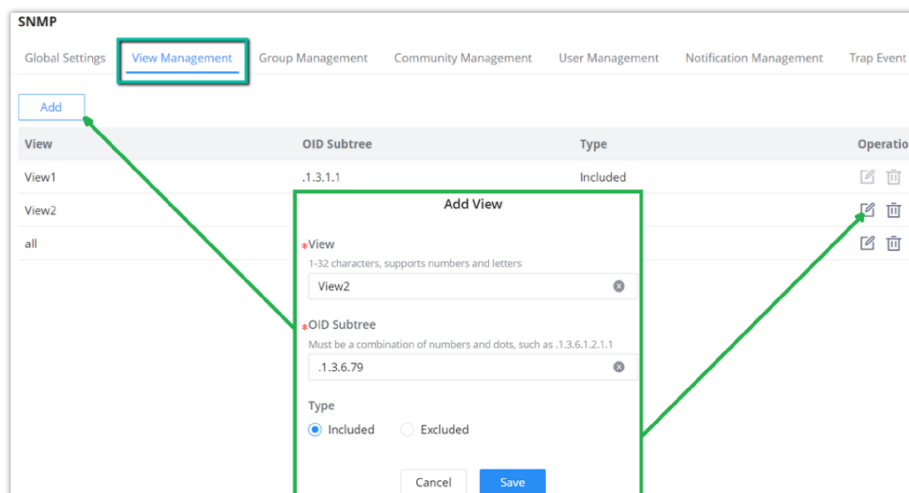 SNMP
Global Settings View Management Group Management Community Management User Management Notification Management Trap Event
Add
View OID Subtree Type Operatio
View1 .1.3.1.1 Included
View2
all
Add View
*View
1-32 characters, supports numbers and letters
View2
*OID Subtree
Must be a combination of numbers and dots, such as .1.3.6.1.2.1.1
.1.3.6.79
Type
Included Excluded
Cancel Save